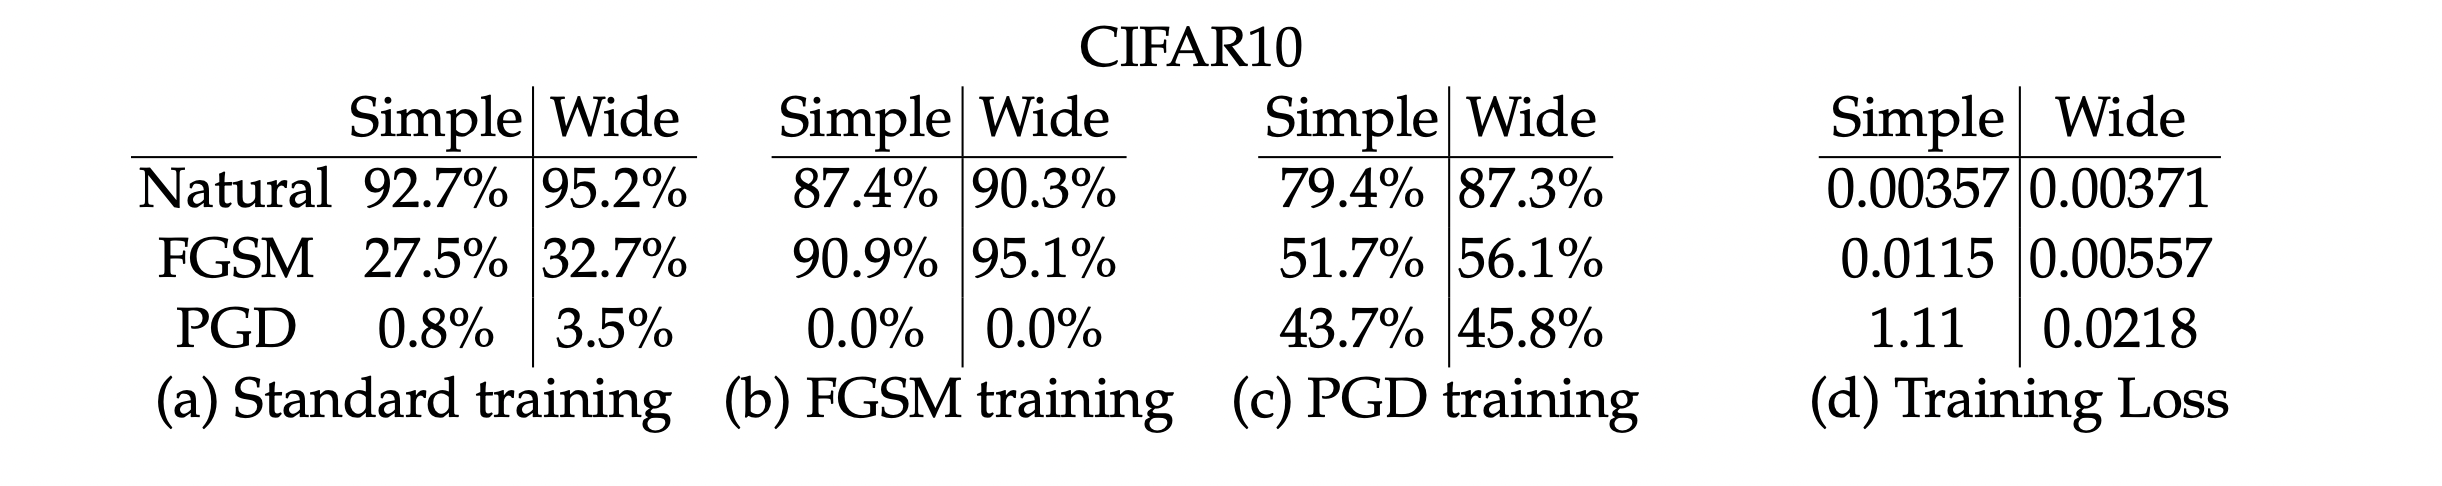 CIFAR10
Simple Wide Simple Wide Simple Wide Simple Wide
Natural 92.7% 95.2% 87.4% 90.3% 79.4% 87.3% 0.00357 0.00371
FGSM 27.5% 32.7% 90.9% 95.1% 51.7% 56.1% 0.0115 0.00557
PGD 0.8% 3.5% 0.0% 0.0% 43.7% 45.8% 1.11 0.0218
(a) Standard training (b) FGSM training (c) PGD training (d) Training Loss